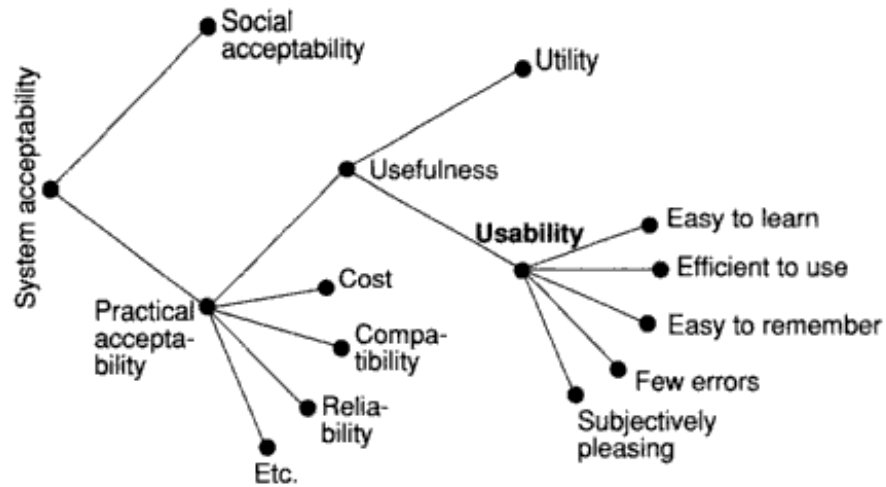 Social
acceptability
Utility
System acceptability
Usefulness
Usability
Easy to learn
Efficient to use
Easy to remember
Few errors
Subjectively
pleasing
Practical
accepta-
bility
Cost
Compa-
tibility
Relia-
bility
Etc.